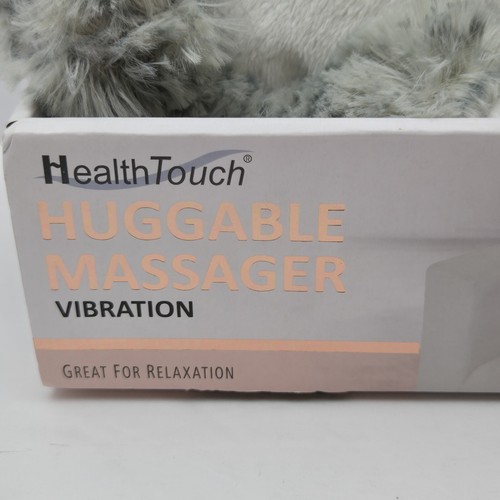 HealthTouch®
HUGGABLE
MASSAGER
VIBRATION
GREAT FOR RELAXATION